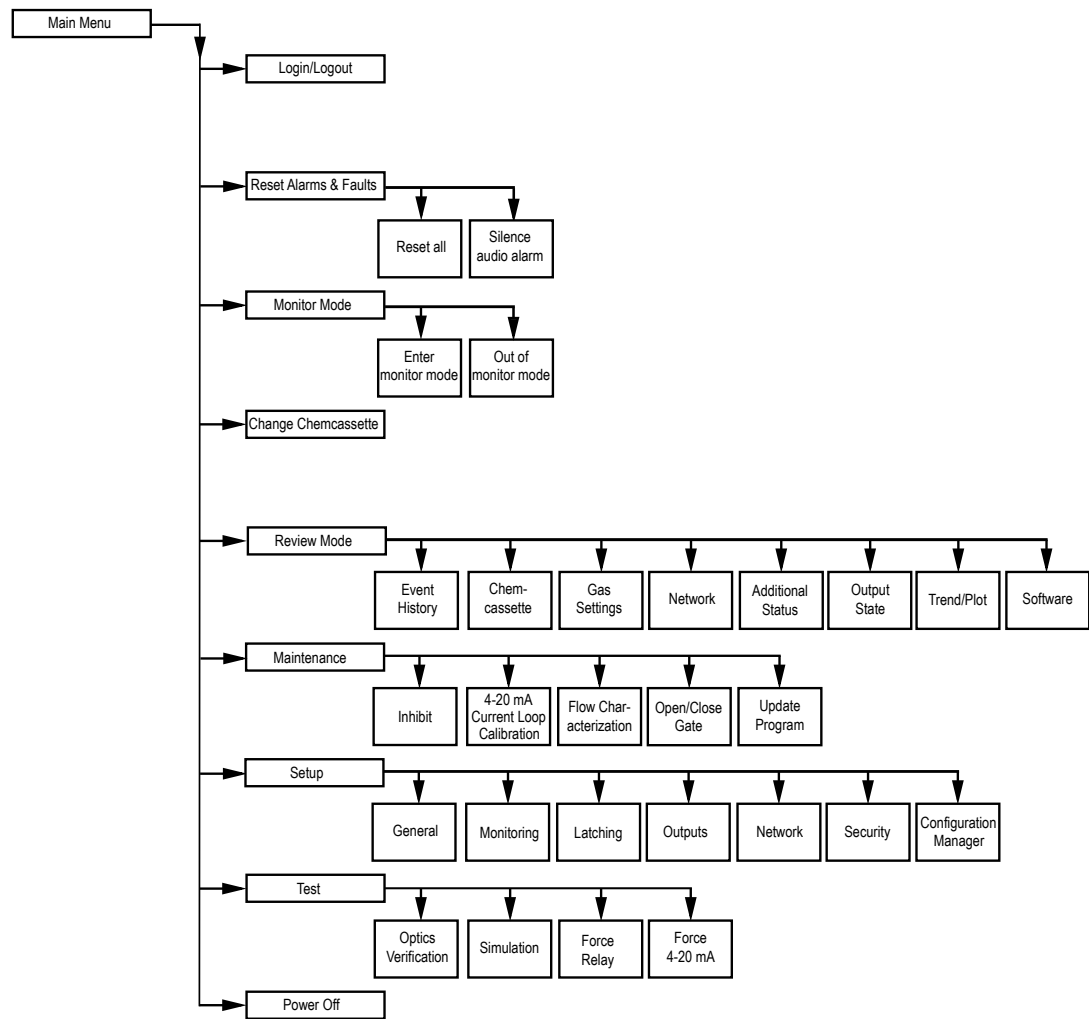 Main Menu
Login/Logout
Reset Alarms & Faults
Reset all
Silence
audio alarm
Monitor Mode
Enter
monitor mode
Out of
monitor mode
Change Chemcassette
Review Mode
Event
History
Chem-
cassette
Gas
Settings
Network
Additional
Status
Output
State
Trend/Plot
Software
Maintenance
Inhibit
4-20 mA
Current Loop
Calibration
Flow Char-
acterization
Open/Close
Gate
Update
Program
Setup
General
Monitoring
Latching
Outputs
Network
Security
Configuration
Manager
Test
Optics
Verification
Simulation
Force
Relay
Force
4-20 mA
Power Off